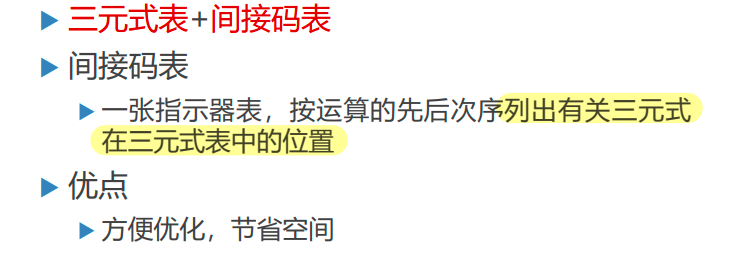 三元式表+间接码表
间接码表
一张指示器表，按运算的先后次序列出有关三元式
在三元式表中的位置
优点
方便优化，节省空间